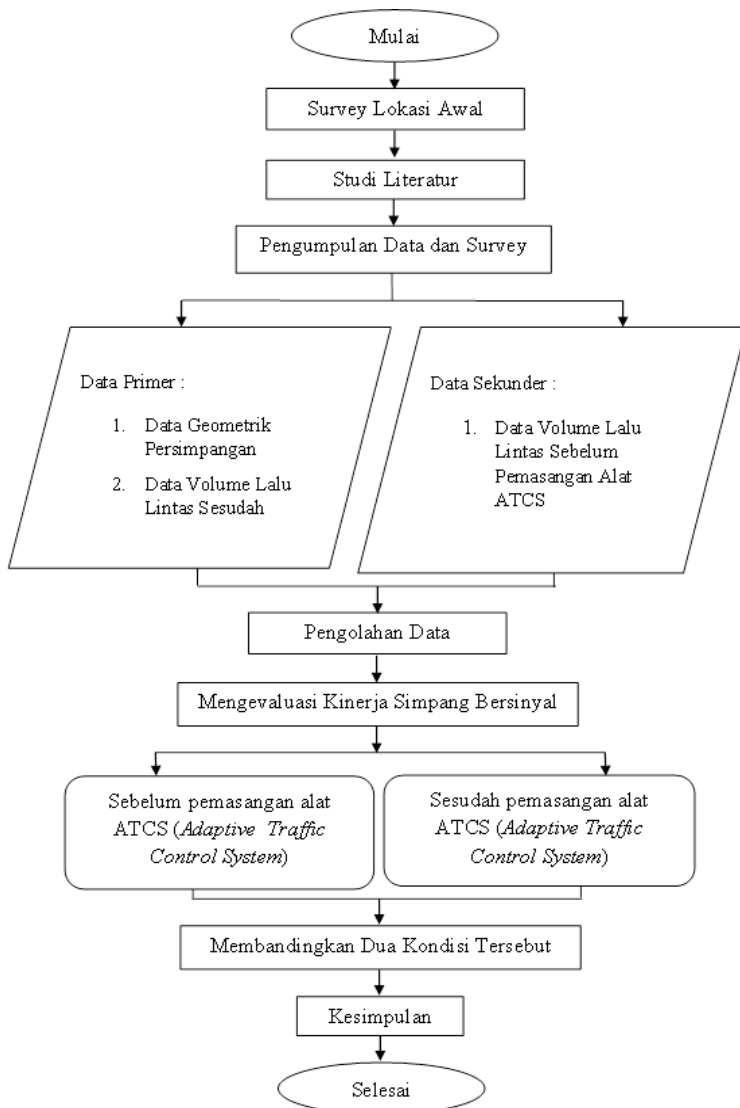 Mulai
Survey Lokasi Awal
Studi Literatur
Pengumpulan Data dan Survey
Data Primer :
1. Data Geometrik
Persimpangan
2. Data Volume Lalu
Lintas Sesudah
Data Sekunder :
1. Data Volume Lalu
Lintas Sebelum
Pemasangan Alat
ATCS
Pengolahan Data
Mengevaluasi Kinerja Simpang Bersinyal
Sebelum pemasangan alat
ATCS (Adaptive Traffic
Control System)
Sesudah pemasangan alat
ATCS (Adaptive Traffic
Control System)
Membandingkan Dua Kondisi Tersebut
Kesimpulan
Selesai